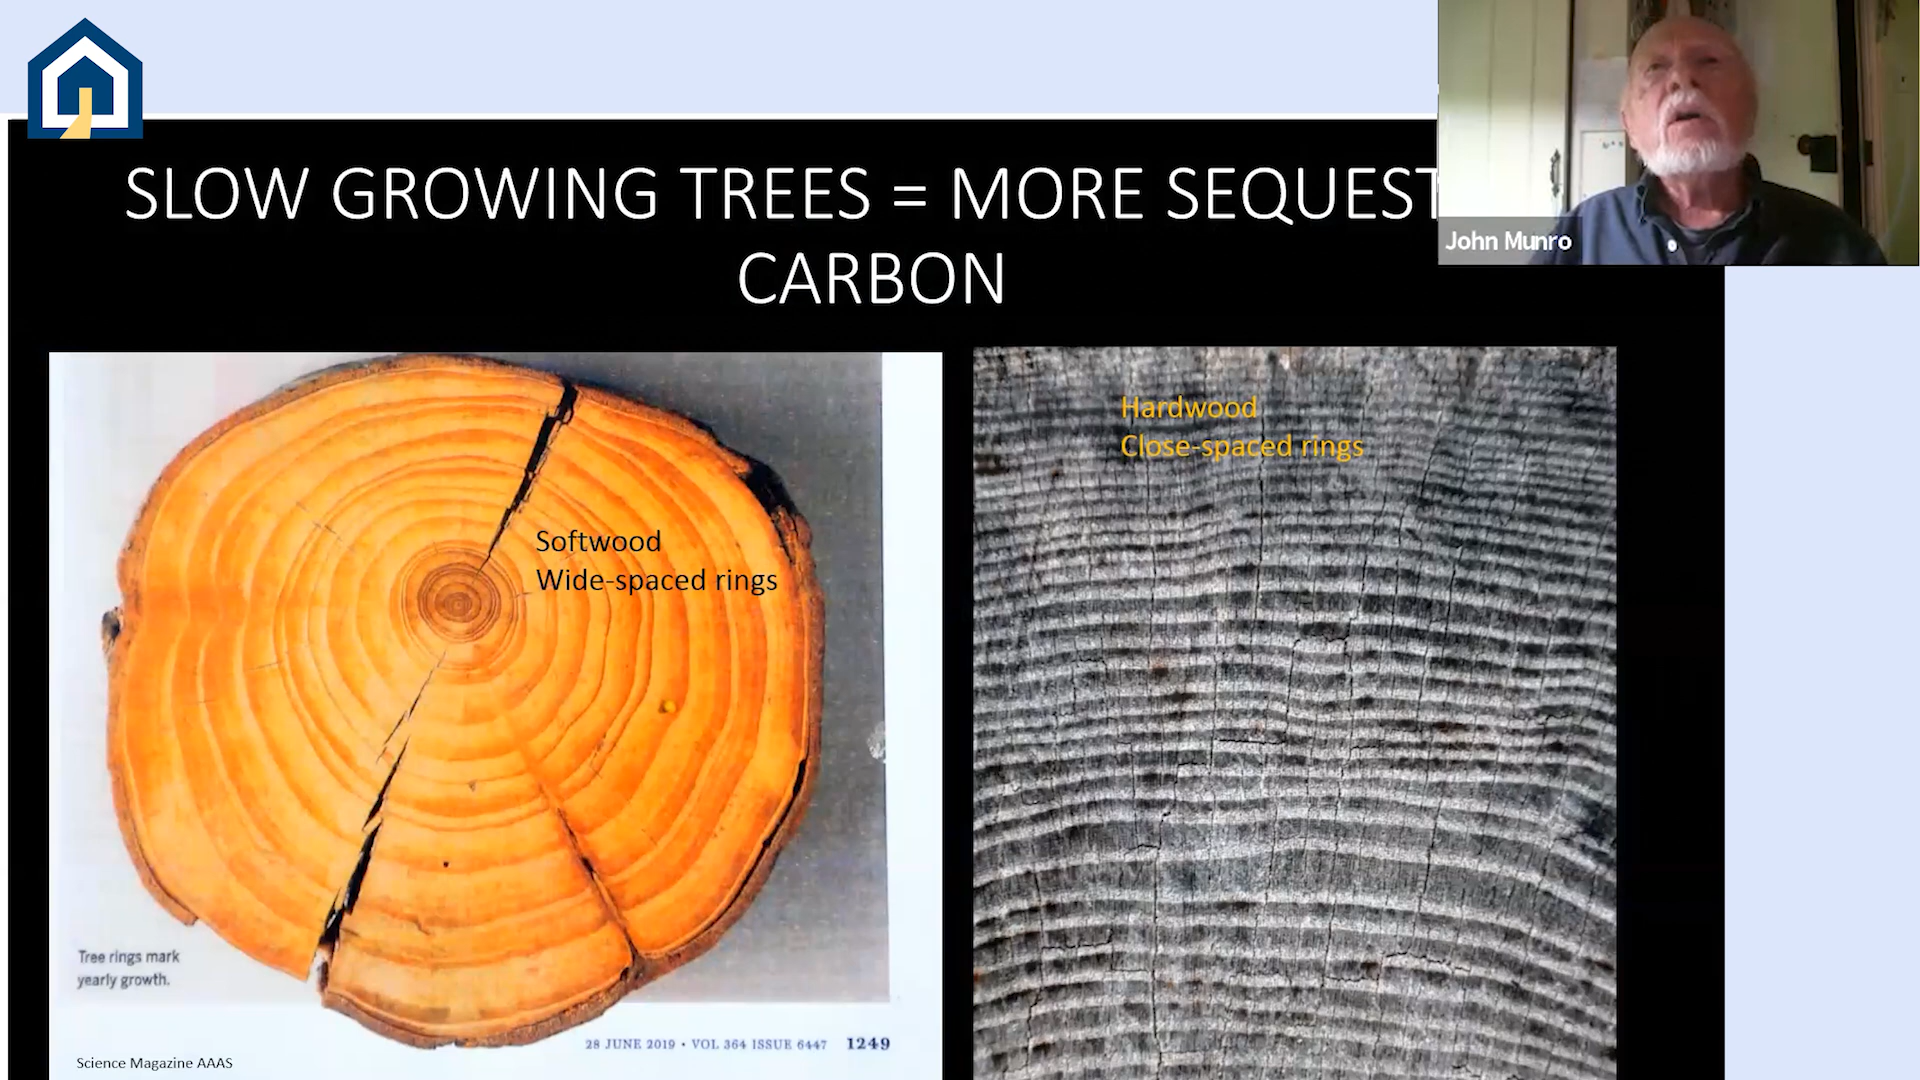 SLOW GROWING TREES = MORE SEQUEST
CARBON
John Munro
Softwood
Wide-spaced rings
Hardwood
Close-spaced rings
Tree rings mark
yearly growth.
28 JUNE 2019 • VOL 364 ISSUE 6447 1249
Science Magazine AAAS